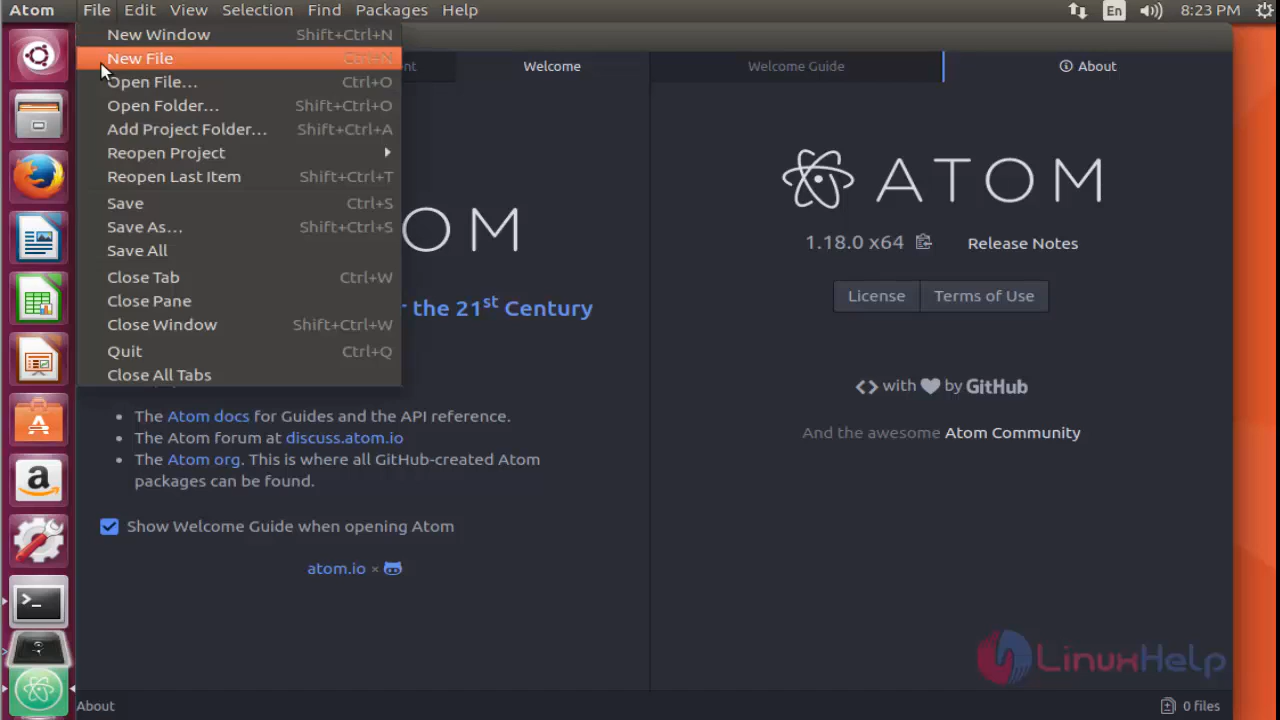 Atom File Edit View Selection Find Packages Help En 8:23 PM
New Window Shift+Ctrl+N
New File Ctrl+N
Open File... Ctrl+O
Open Folder... Shift+Ctrl+O
Add Project Folder... Shift+Ctrl+A
Reopen Project
Reopen Last Item Shift+Ctrl+T
Save Ctrl+S
Save As... Shift+Ctrl+S
Save All
Close Tab Ctrl+W
Close Pane
Close Window Shift+Ctrl+W
Quit Ctrl+Q
Close All Tabs
Welcome Welcome Guide About
OM
the 21st Century
The Atom docs for Guides and the API reference.
The Atom forum at discuss.atom.io
The Atom org. This is where all GitHub-created Atom
packages can be found.
Show Welcome Guide when opening Atom
atom.io ×
ATOM
1.18.0 x64 Release Notes
License Terms of Use
<> with by GitHub
And the awesome Atom Community
LinuxHelp
About 0 files